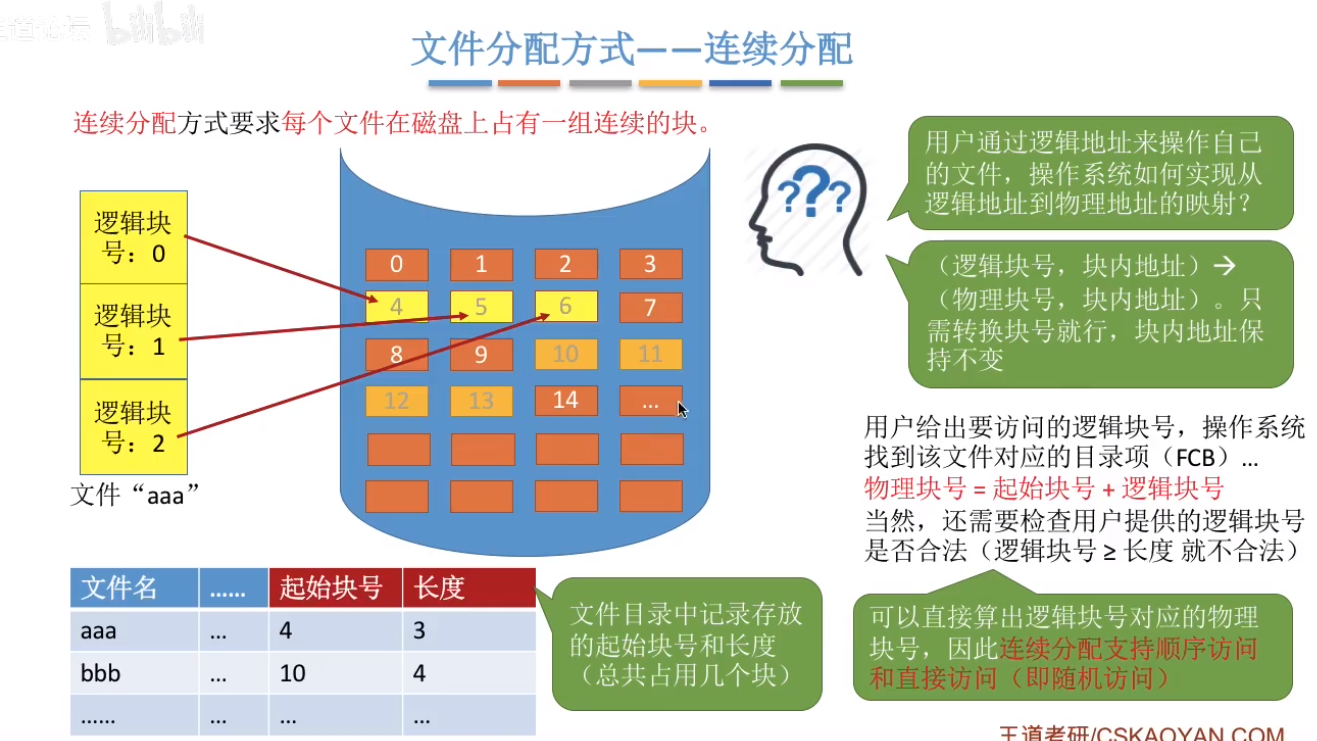 bilibili
文件分配方式——连续分配
连续分配方式要求每个文件在磁盘上占有一组连续的块。
逻辑块
号：0
逻辑块
号：1
逻辑块
号：2
文件“aaa”
0 1 2 3
4 5 6 7
8 9 10 11
12 13 14 ...
???
用户通过逻辑地址来操作自己
的文件，操作系统如何实现从
逻辑地址到物理地址的映射？
（逻辑块号，块内地址）→
（物理块号，块内地址）。只
需转换块号就行，块内地址保
持不变
用户给出要访问的逻辑块号，操作系统
找到该文件对应的目录项（FCB）...
物理块号 = 起始块号 + 逻辑块号
当然，还需要检查用户提供的逻辑块号
是否合法（逻辑块号 ≥ 长度 就不合法）
可以直接算出逻辑块号对应的物理
块号，因此连续分配支持顺序访问
和直接访问（即随机访问）
文件名 …… 起始块号 长度
aaa ... 4 3
bbb ... 10 4
…… ... ... ...
文件目录中记录存放
的起始块号和长度
（总共占用几个块）
王道考研/CSKAOYAN.COM